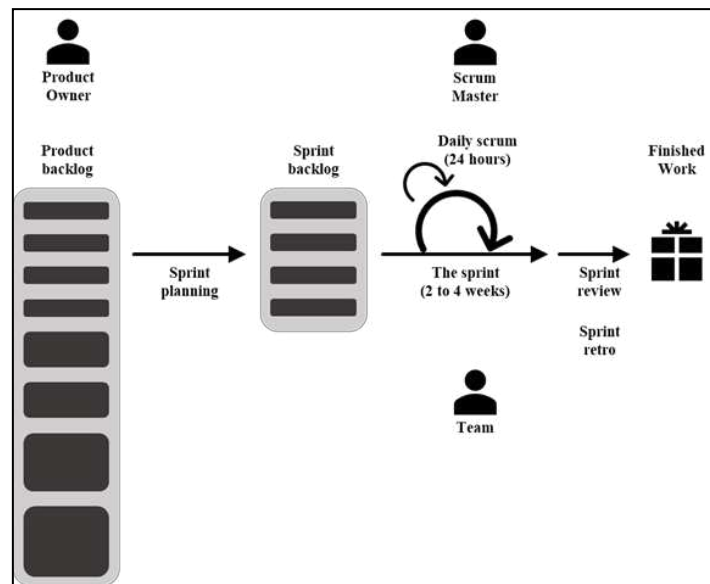 Product
Owner
Scrum
Master
Product
backlog
Sprint
backlog
Daily scrum
(24 hours)
Finished
Work
Sprint
planning
The sprint
(2 to 4 weeks)
Sprint
review
Sprint
retro
Team